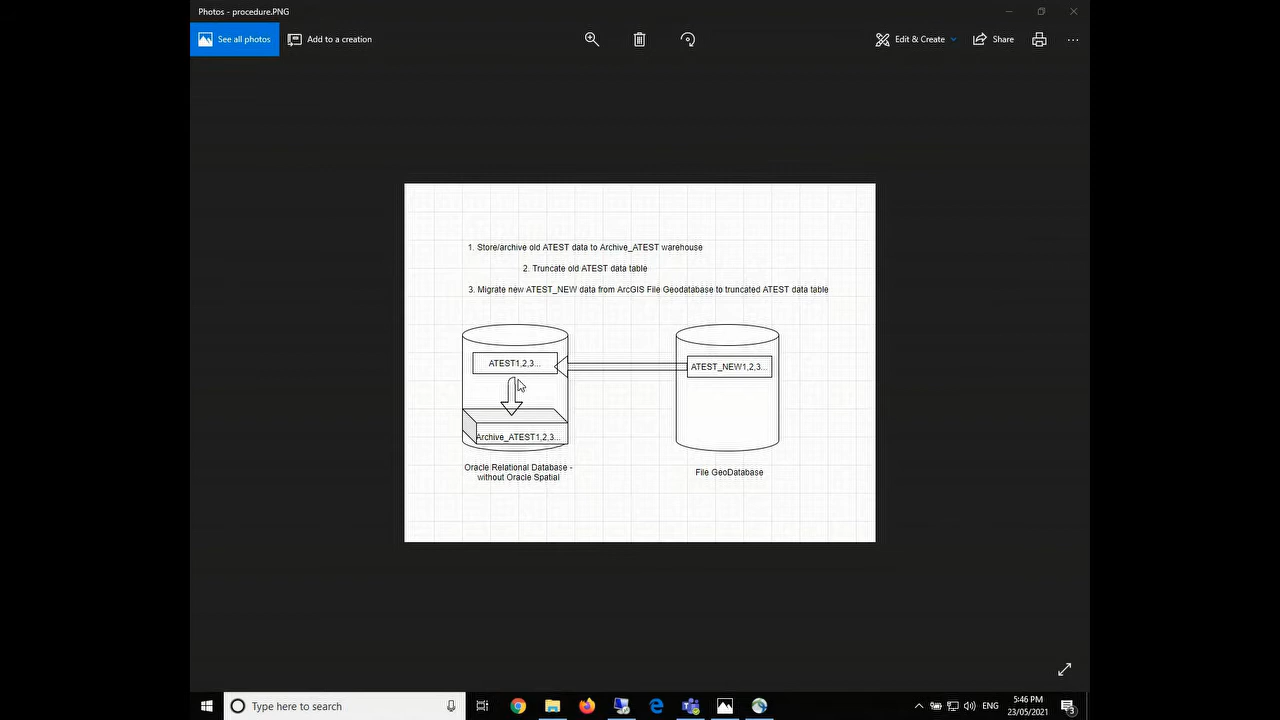 Photos - procedure.PNG
See all photos
Add to a creation
Edit & Create
Share
1. Store/archive old ATEST data to Archive_ATEST warehouse
2. Truncate old ATEST data table
3. Migrate new ATEST_NEW data from ArcGIS File Geodatabase to truncated ATEST data table
ATEST1,2,3...
ATEST_NEW1,2,3...
Archive_ATEST1,2,3...
Oracle Relational Database -
without Oracle Spatial
File GeoDatabase
Type here to search
ENG
5:46 PM
23/05/2021
3